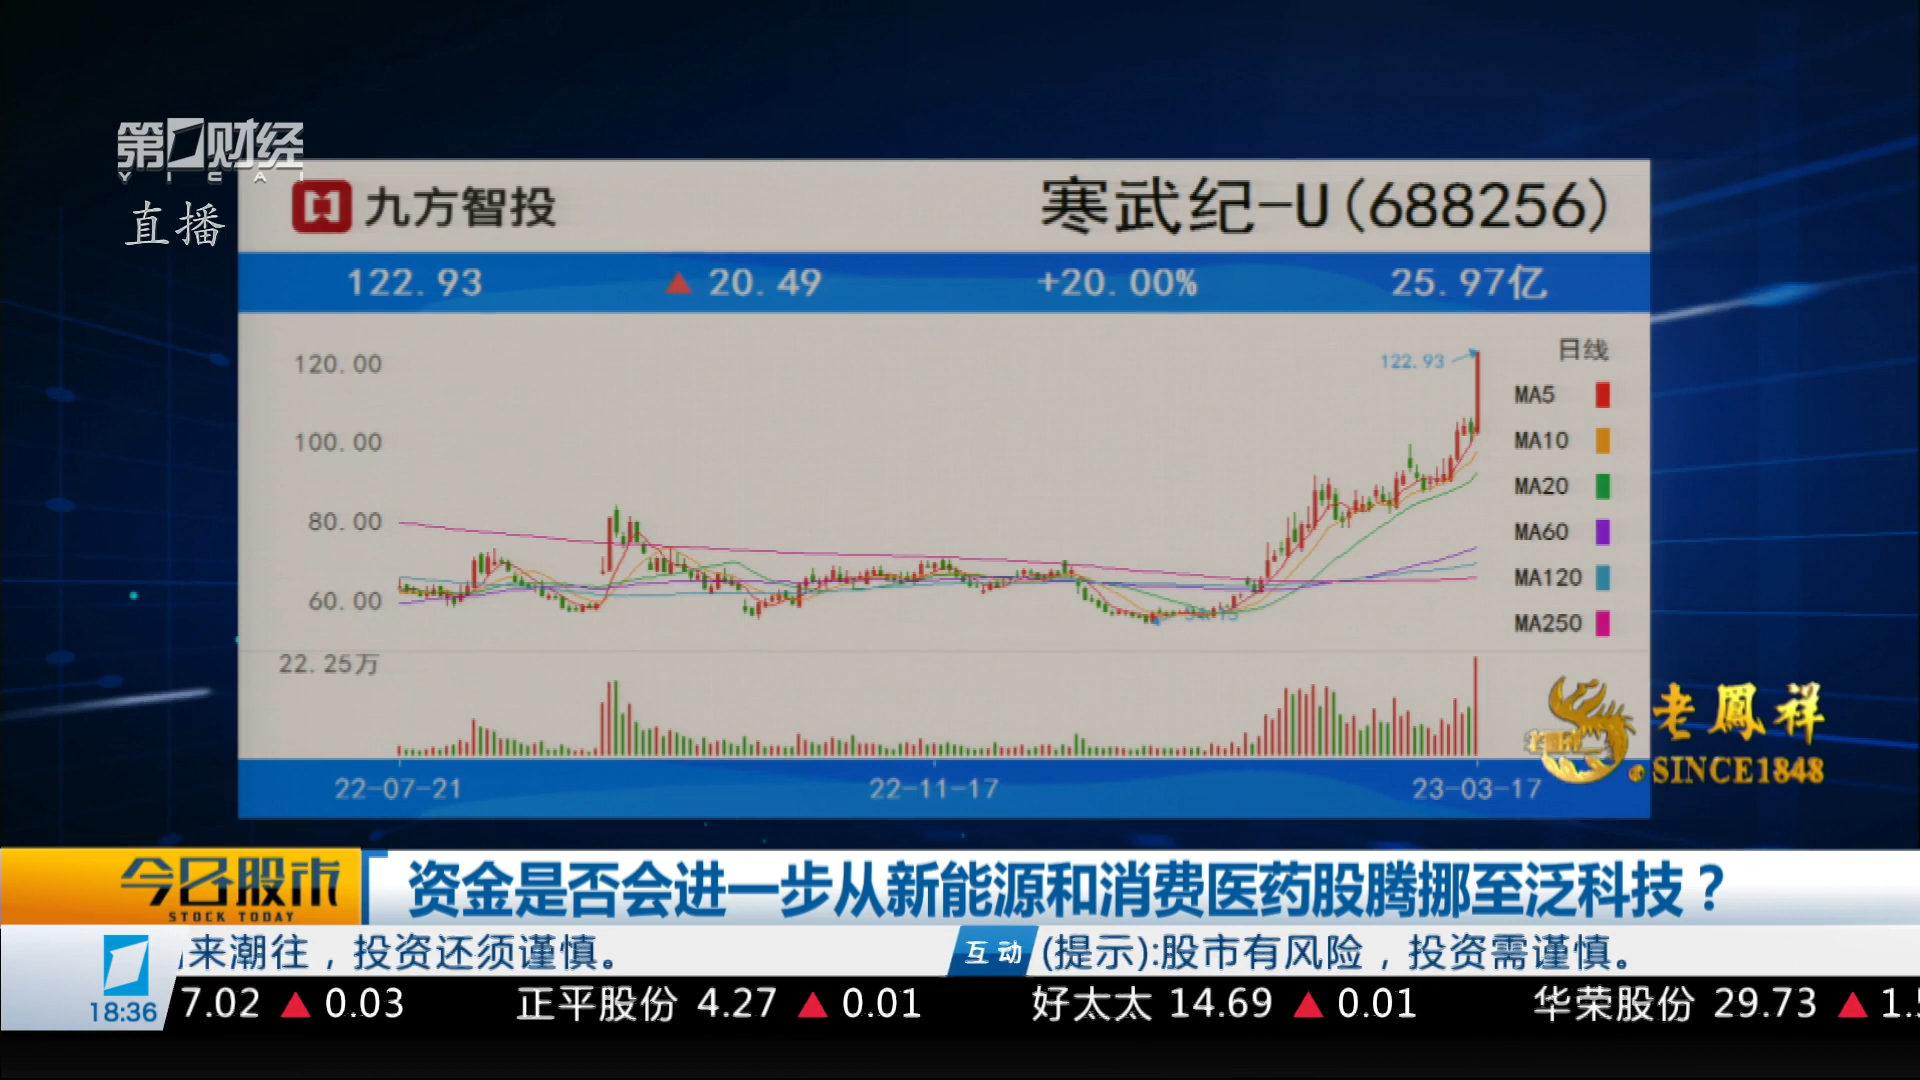 第一财经
YICAI
直播
九方智投
寒武纪-U(688256)
122.93 ▲ 20.49 +20.00% 25.97亿
日线
120.00
100.00
80.00
60.00
122.93
MA5
MA10
MA20
MA60
MA120
MA250
22.25万
22-07-21 22-11-17 23-03-17
老鳳祥
SINCE1848
今日股市
STOCK TODAY
资金是否会进一步从新能源和消费医药股腾挪至泛科技？
来潮往，投资还须谨慎。 互动 (提示):股市有风险，投资需谨慎。
18:36
7.02 ▲ 0.03 正平股份 4.27 ▲ 0.01 好太太 14.69 ▲ 0.01 华荣股份 29.73 ▲ 1.